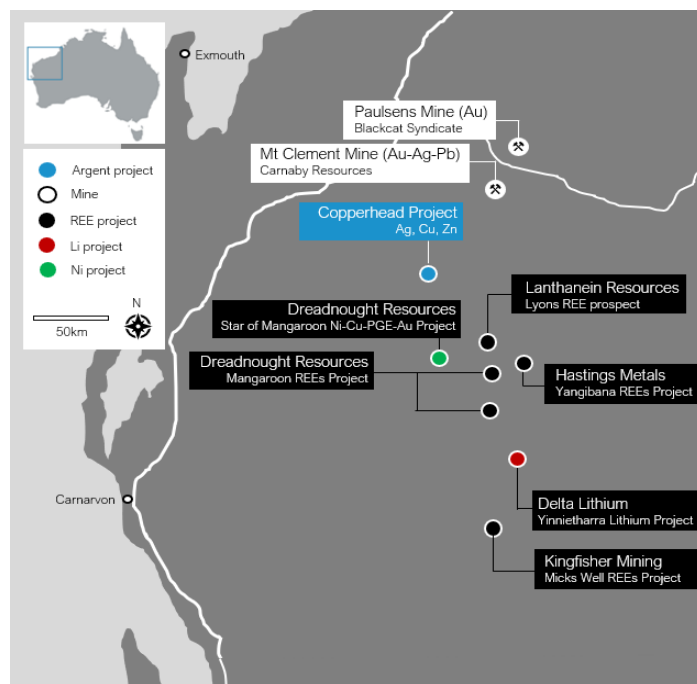 Exmouth
Paulsens Mine (Au)
Blackcat Syndicate
Mt Clement Mine (Au-Ag-Pb)
Carnaby Resources
Argent project
Mine
REE project
Li project
Ni project
50km
N
Copperhead Project
Ag, Cu, Zn
Lanthanein Resources
Lyons REE prospect
Dreadnought Resources
Star of Mangaroon Ni-Cu-PGE-Au Project
Dreadnought Resources
Mangaroon REEs Project
Hastings Metals
Yangibana REEs Project
Carnarvon
Delta Lithium
Yinnietharra Lithium Project
Kingfisher Mining
Micks Well REEs Project